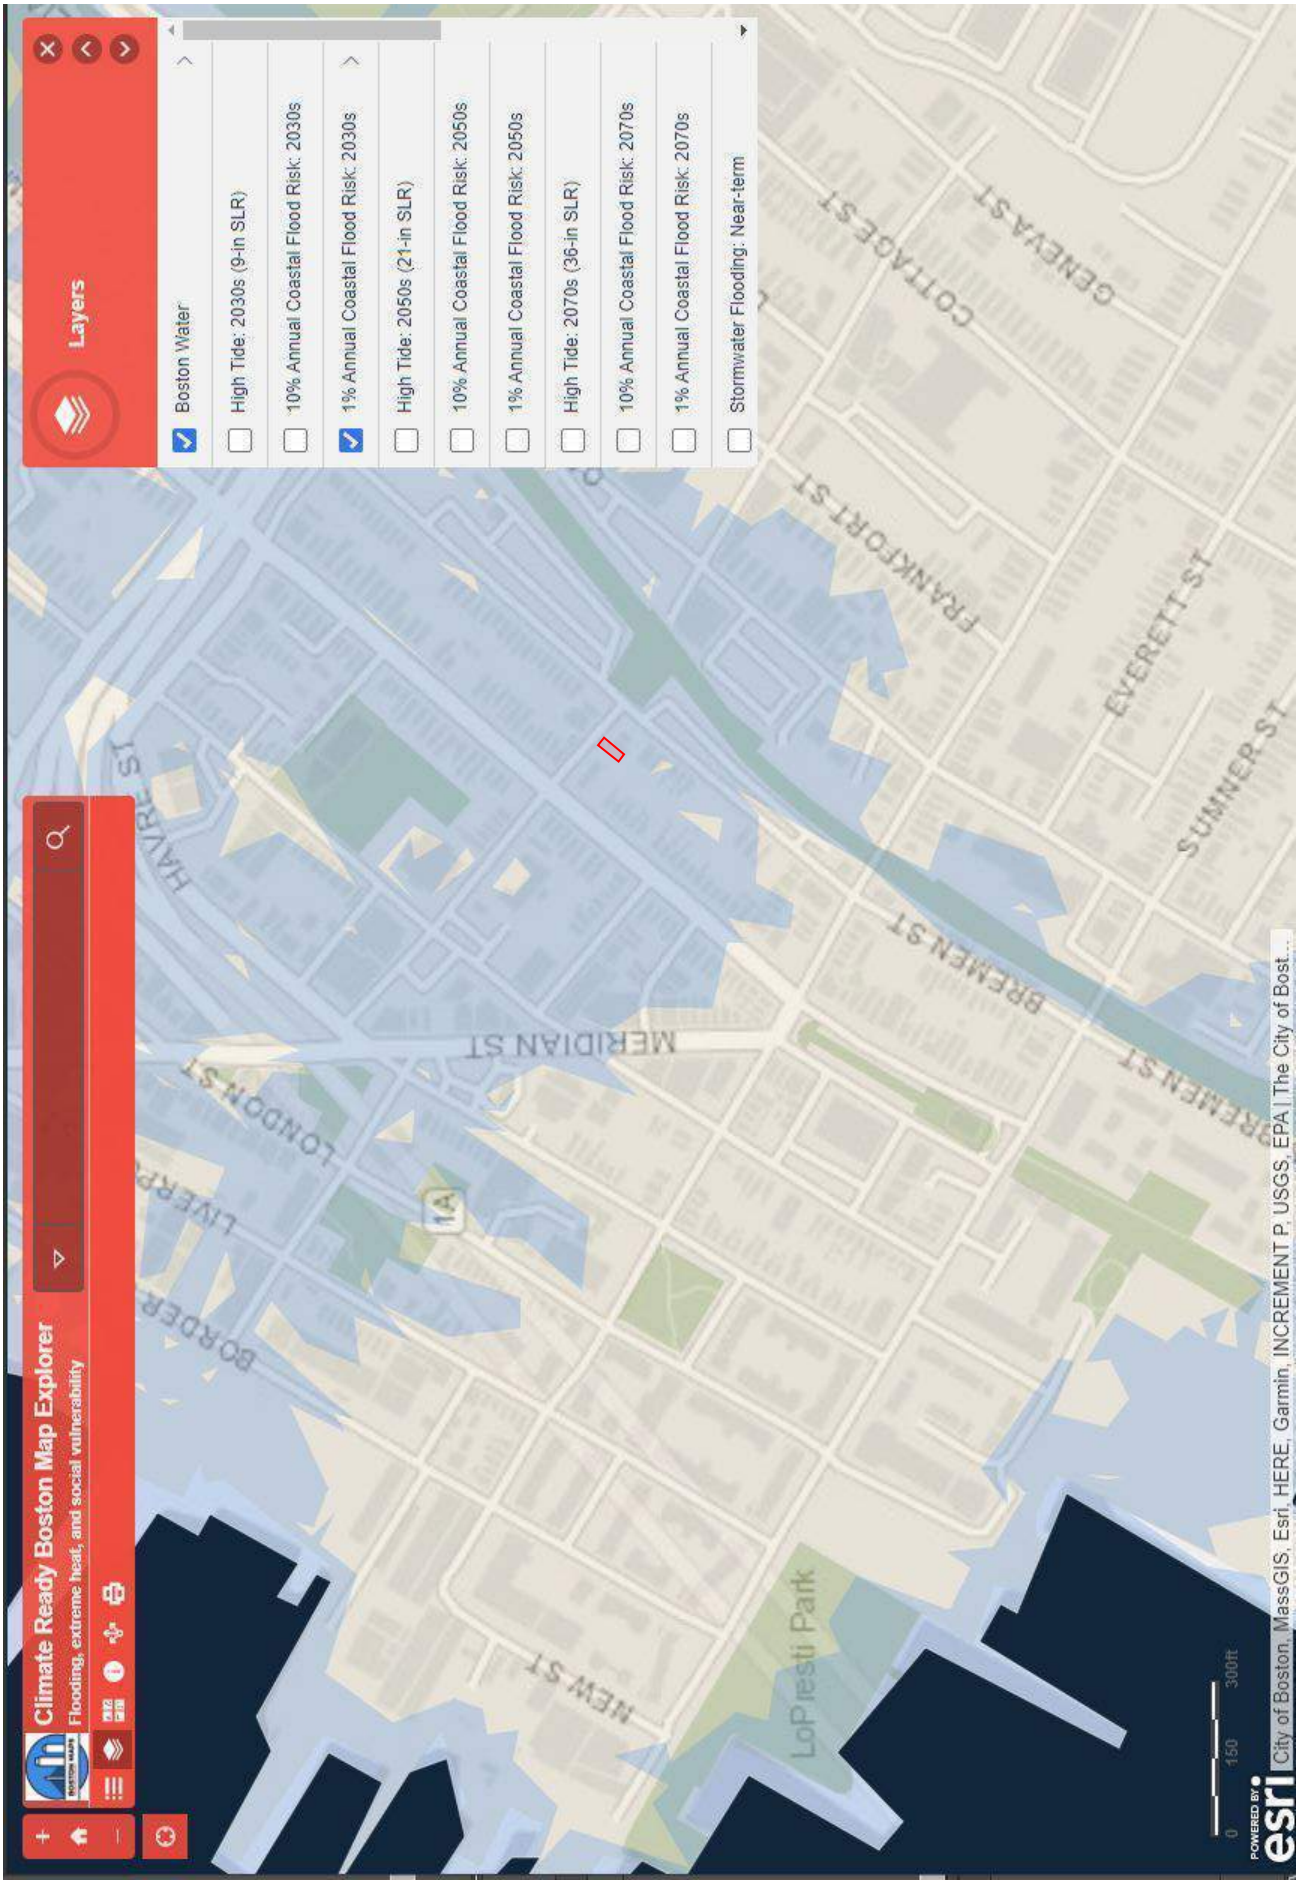 Climate Ready Boston Map Explorer
Flooding, extreme heat, and social vulnerability
BOSTON MAPS
Layers
Boston Water
High Tide: 2030s (9-in SLR)
10% Annual Coastal Flood Risk: 2030s
1% Annual Coastal Flood Risk: 2030s
High Tide: 2050s (21-in SLR)
10% Annual Coastal Flood Risk: 2050s
1% Annual Coastal Flood Risk: 2050s
High Tide: 2070s (36-in SLR)
10% Annual Coastal Flood Risk: 2070s
1% Annual Coastal Flood Risk: 2070s
Stormwater Flooding: Near-term
BORDER
LIVERP
LONDON ST
HAVRE ST
1A
MERIDIAN ST
NEW ST
LoPresti Park
BREMEN ST
BREMEN ST
BREMEN
FRANKFORT ST
COTTAGE ST
GENEVA ST
EVERETT ST
SUMNER ST
0 150 300ft
POWERED BY
esri
City of Boston, MassGIS, Esri, HERE, Garmin, INCREMENT P, USGS, EPA | The City of Bost...